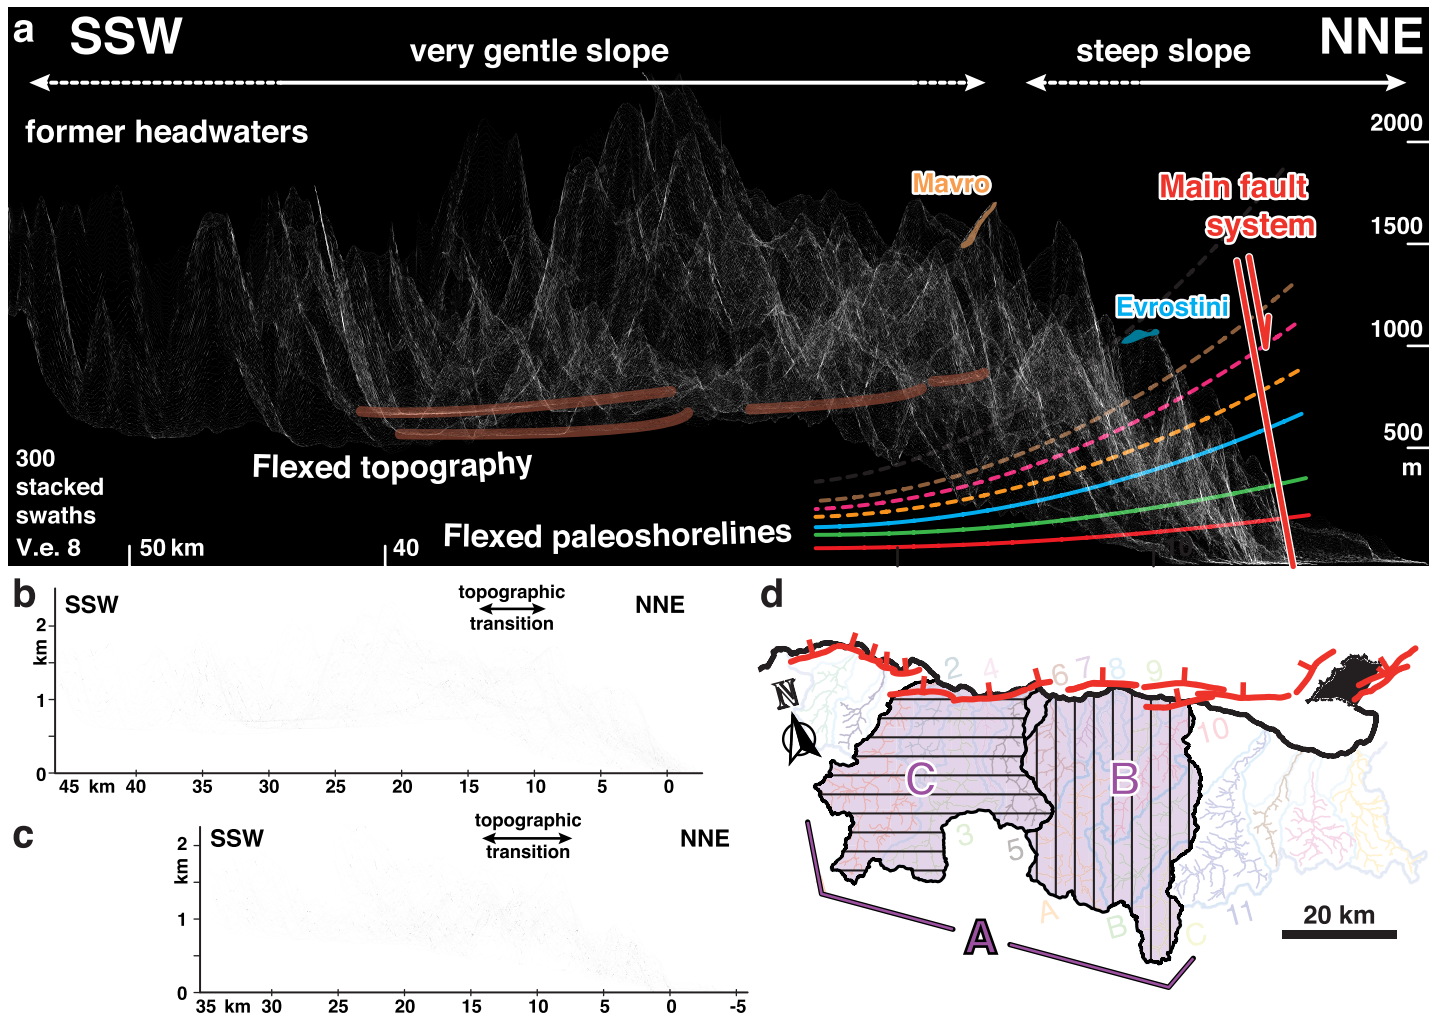 a SSW NNE
very gentle slope steep slope
former headwaters
2000
Mavro
Main fault
system
1500
Evrostini
1000
500
m
Flexed topography
300
stacked
swaths
V.e. 8
Flexed paleoshorelines
50 km 40 10
b SSW NNE
topographic
transition
km
2
1
0
45 km 40 35 30 25 20 15 10 5 0
c SSW NNE
topographic
transition
km
2
1
0
35 km 30 25 20 15 10 5 0 -5
d
N
2 4 6 7 8 9
10
C B
3 5
A B C 11
A
20 km